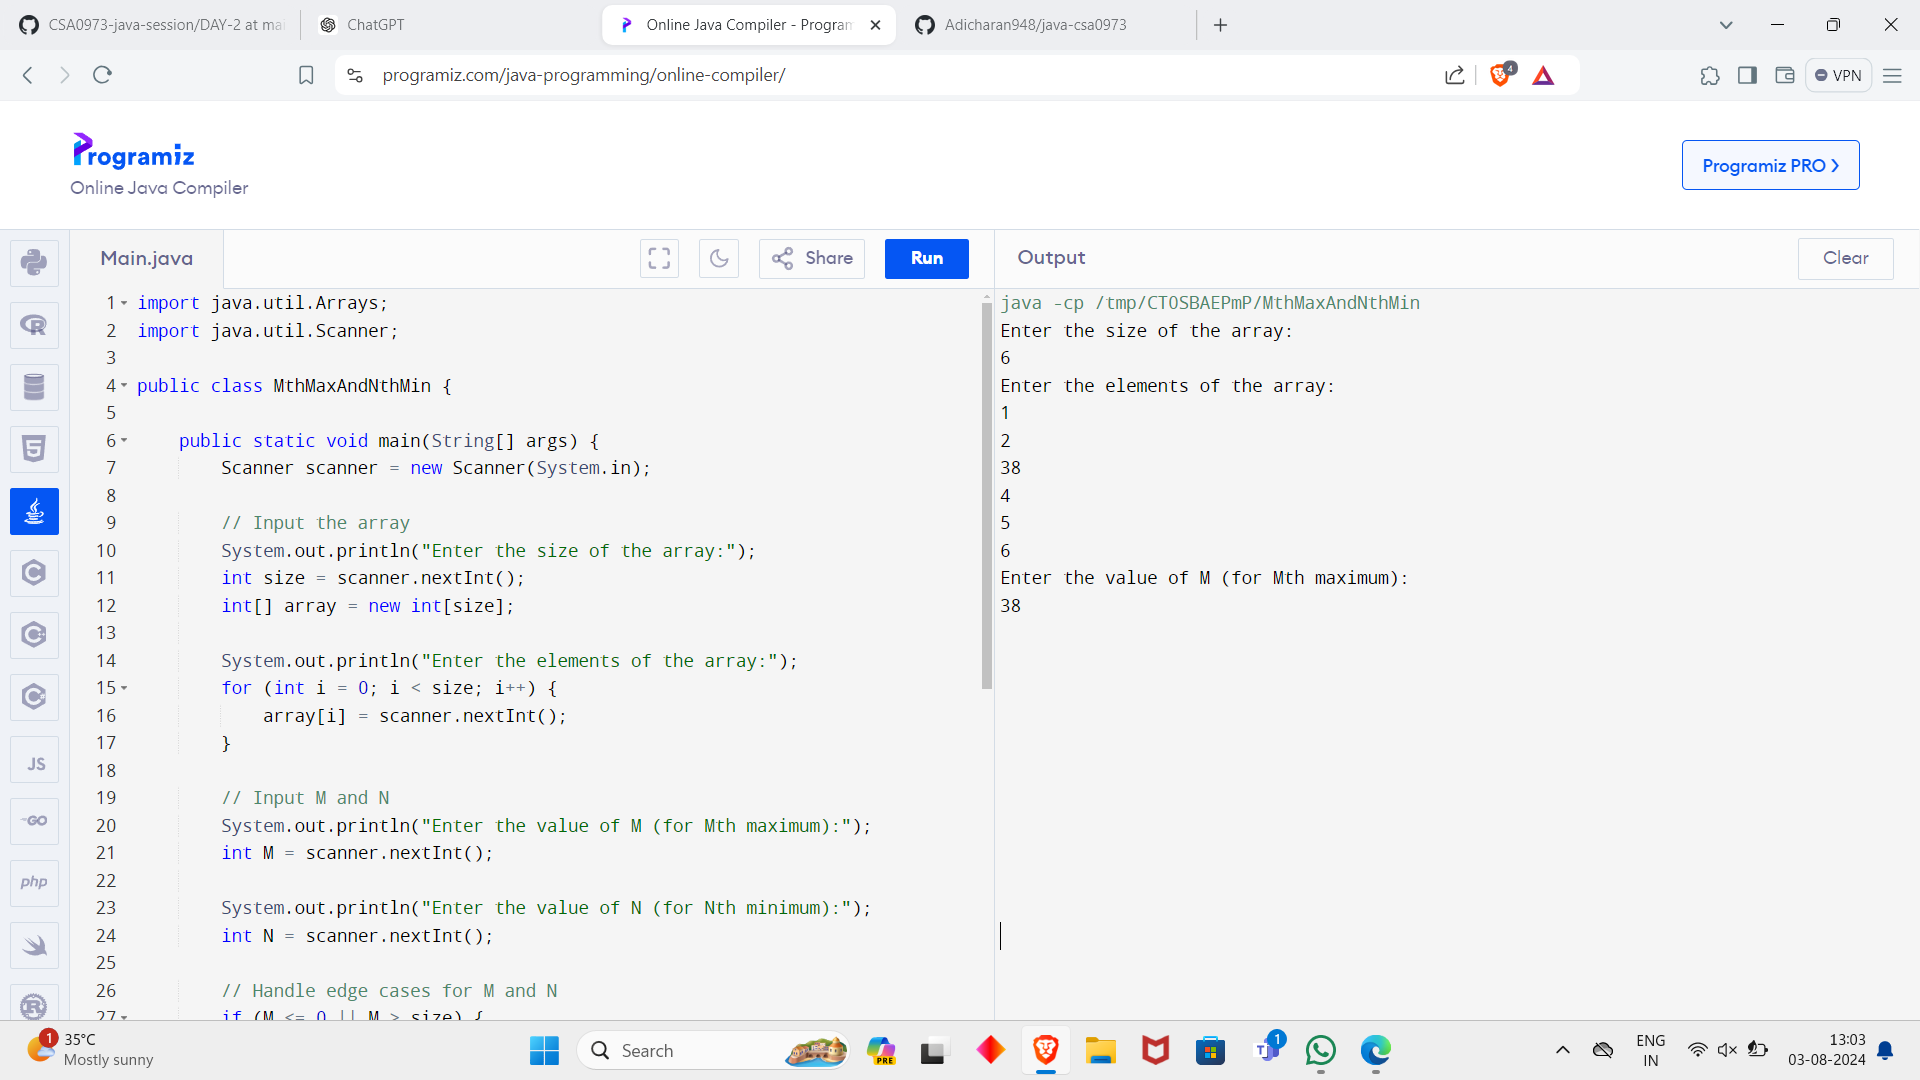 CSA0973-java-session/DAY-2 at mai
ChatGPT
Online Java Compiler - Program
Adicharan948/java-csa0973
programiz.com/java-programming/online-compiler/
4
VPN
Programiz
Online Java Compiler
Programiz PRO
Main.java
Share
Run
Output
Clear
1 import java.util.Arrays;
2 import java.util.Scanner;
3
4 public class MthMaxAndNthMin {
5
6 public static void main(String[] args) {
7 Scanner scanner = new Scanner(System.in);
8
9 // Input the array
10 System.out.println("Enter the size of the array:");
11 int size = scanner.nextInt();
12 int[] array = new int[size];
13
14 System.out.println("Enter the elements of the array:");
15 for (int i = 0; i < size; i++) {
16 array[i] = scanner.nextInt();
17 }
18
19 // Input M and N
20 System.out.println("Enter the value of M (for Mth maximum):");
21 int M = scanner.nextInt();
22
23 System.out.println("Enter the value of N (for Nth minimum):");
24 int N = scanner.nextInt();
25
26 // Handle edge cases for M and N
27 if (M <= 0 || M > size) {
java -cp /tmp/CTOSBAEPmP/MthMaxAndNthMin
Enter the size of the array:
6
Enter the elements of the array:
1
2
38
4
5
6
Enter the value of M (for Mth maximum):
38
JS
GO
php
1
35°C
Mostly sunny
Search
PRE
1
ENG
IN
13:03
03-08-2024